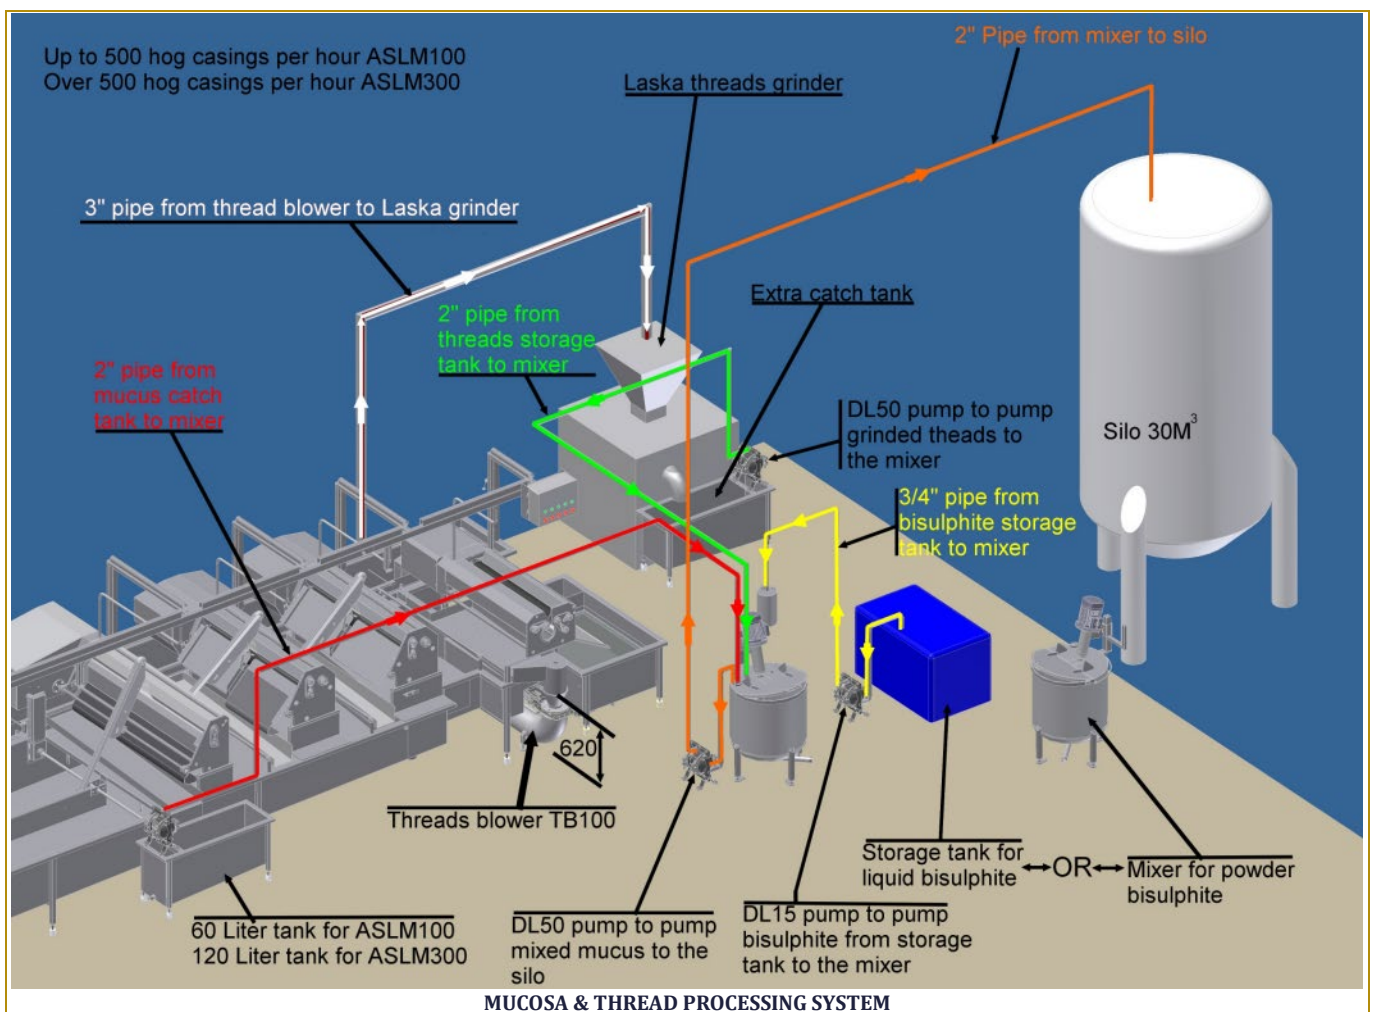 Up to 500 hog casings per hour ASLM100
Over 500 hog casings per hour ASLM300
2" Pipe from mixer to silo
Laska threads grinder
3" pipe from thread blower to Laska grinder
Extra catch tank
2" pipe from
threads storage
tank to mixer
2" pipe from
mucus catch
tank to mixer
DL50 pump to pump
grinded theads to
the mixer
Silo 30M³
3/4" pipe from
bisulphite storage
tank to mixer
620
Threads blower TB100
Storage tank for
liquid bisulphite
OR
Mixer for powder
bisulphite
60 Liter tank for ASLM100
120 Liter tank for ASLM300
DL50 pump to pump
mixed mucus to the
silo
DL15 pump to pump
bisulphite from storage
tank to the mixer
MUCOSA & THREAD PROCESSING SYSTEM